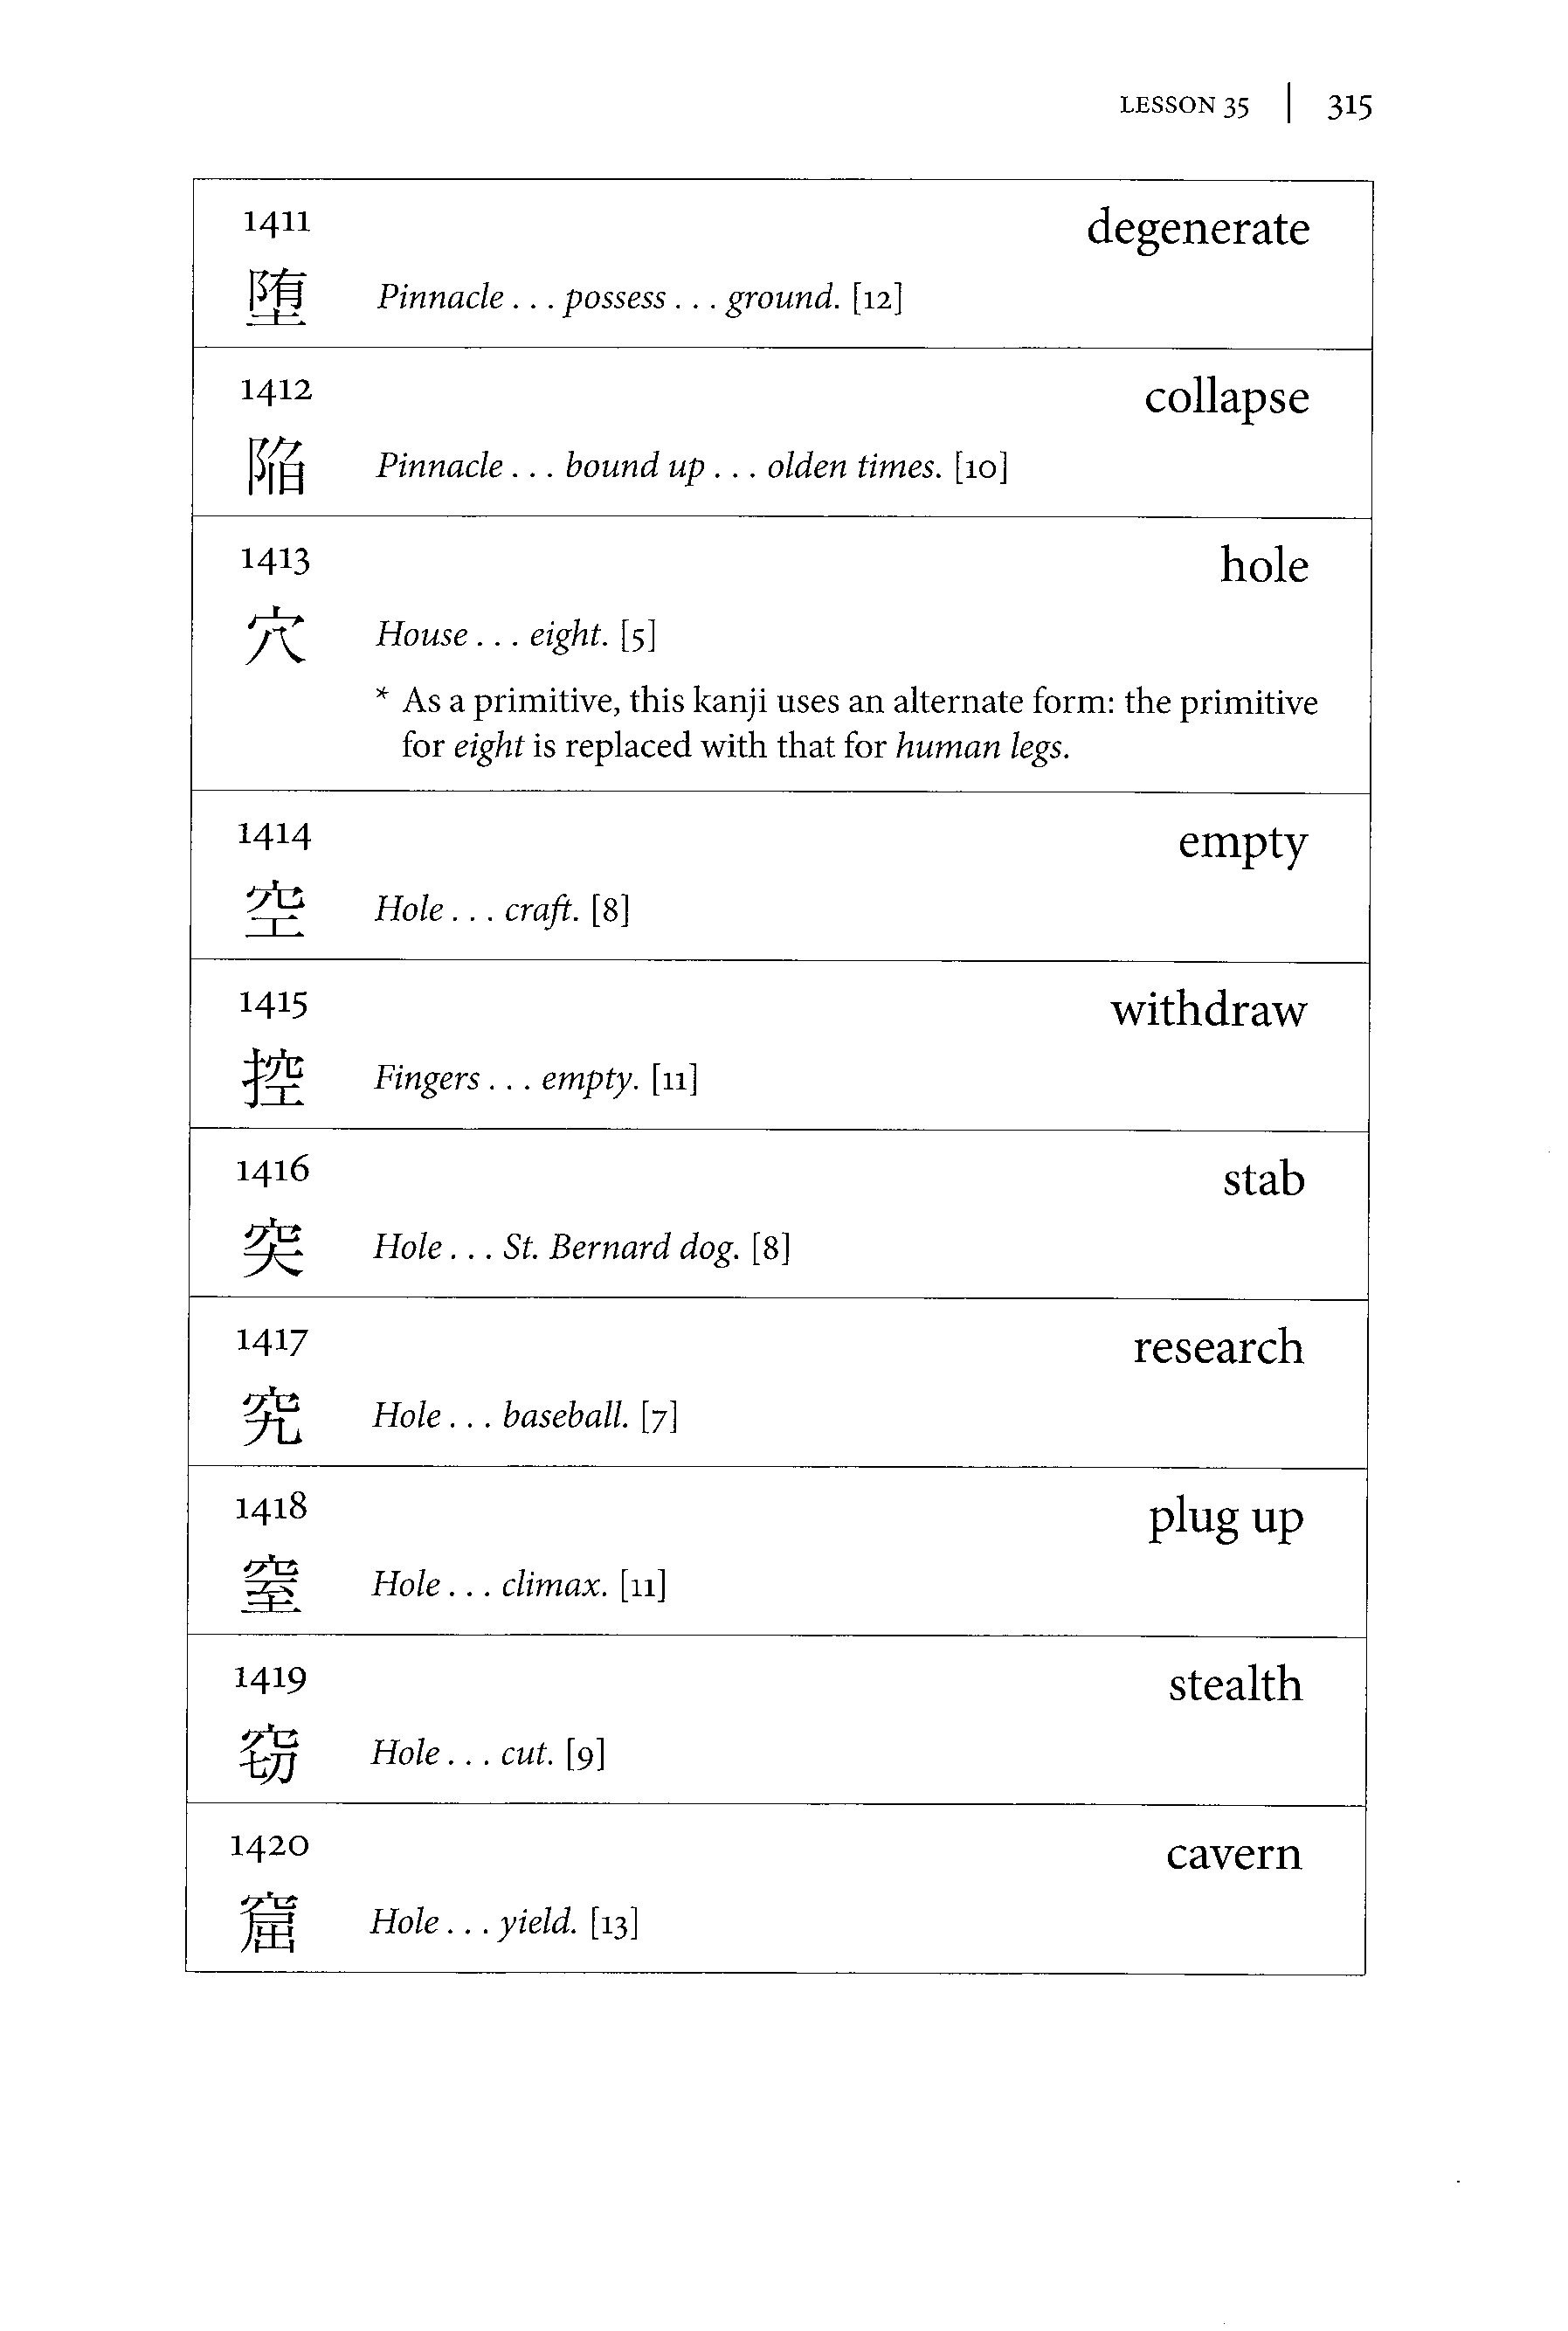 LESSON 35 | 315
1411 degenerate
堕 Pinnacle . . . possess . . . ground. [12]
1412 collapse
陥 Pinnacle . . . bound up . . . olden times. [10]
1413 hole
穴 House . . . eight. [5]
* As a primitive, this kanji uses an alternate form: the primitive
for eight is replaced with that for human legs.
1414 empty
空 Hole . . . craft. [8]
1415 withdraw
控 Fingers . . . empty. [11]
1416 stab
突 Hole . . . St. Bernard dog. [8]
1417 research
究 Hole . . . baseball. [7]
1418 plug up
窒 Hole . . . climax. [11]
1419 stealth
窃 Hole . . . cut. [9]
1420 cavern
窟 Hole . . . yield. [13]